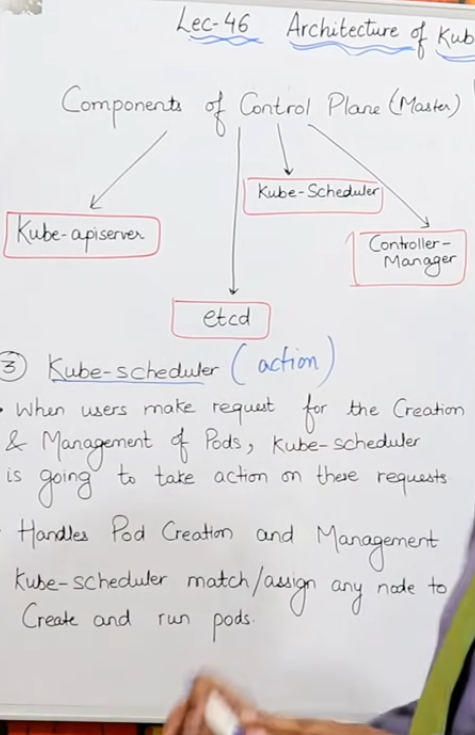 Lec-46 Architecture of Kub
Components of Control Plane (Master)
Kube-Scheduler
Kube-apiserver
Controller-
Manager
etcd
③ Kube-scheduler (action)
• When users make request for the Creation
& Management of Pods, Kube-scheduler
is going to take action on these requests
Handles Pod Creation and Management
Kube-scheduler match/assign any node to
Create and run pods.